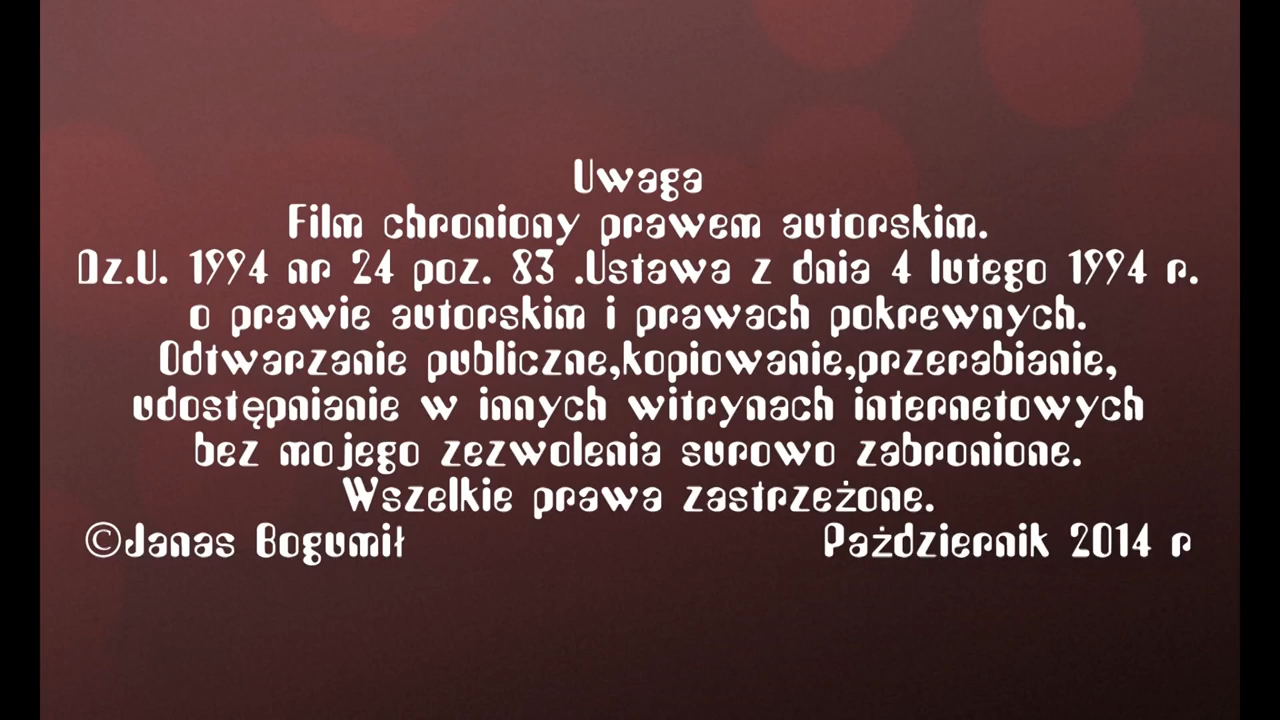 Uwaga
Film chroniony prawem autorskim.
Dz.U. 1994 nr 24 poz. 83 .Ustawa z dnia 4 lutego 1994 r.
o prawie autorskim i prawach pokrewnych.
Odtwarzanie publiczne,kopiowanie,przerabianie,
udostępnianie w innych witrynach internetowych
bez mojego zezwolenia surowo zabronione.
Wszelkie prawa zastrzeżone.
©Janas Bogumił Pażdziernik 2014 r